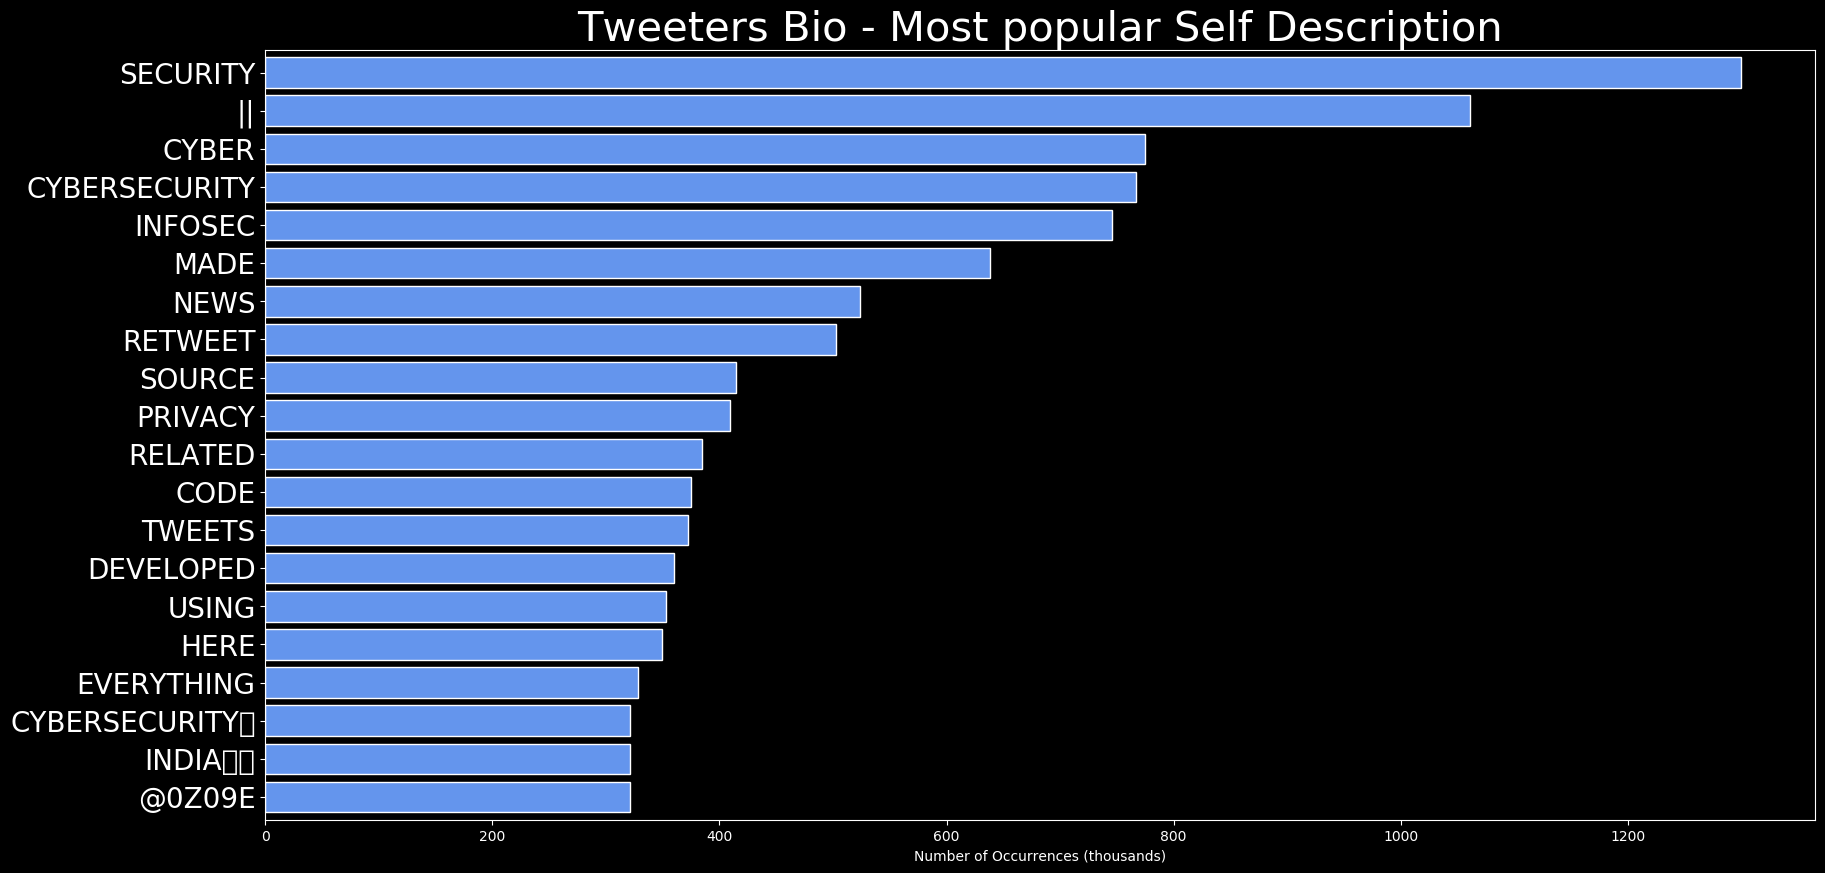 Tweeters Bio - Most popular Self Description
SECURITY
||
CYBER
CYBERSECURITY
INFOSEC
MADE
NEWS
RETWEET
SOURCE
PRIVACY
RELATED
CODE
TWEETS
DEVELOPED
USING
HERE
EVERYTHING
CYBERSECURITY▯
INDIA▯▯
@0Z09E
0 200 400 600 800 1000 1200
Number of Occurrences (thousands)